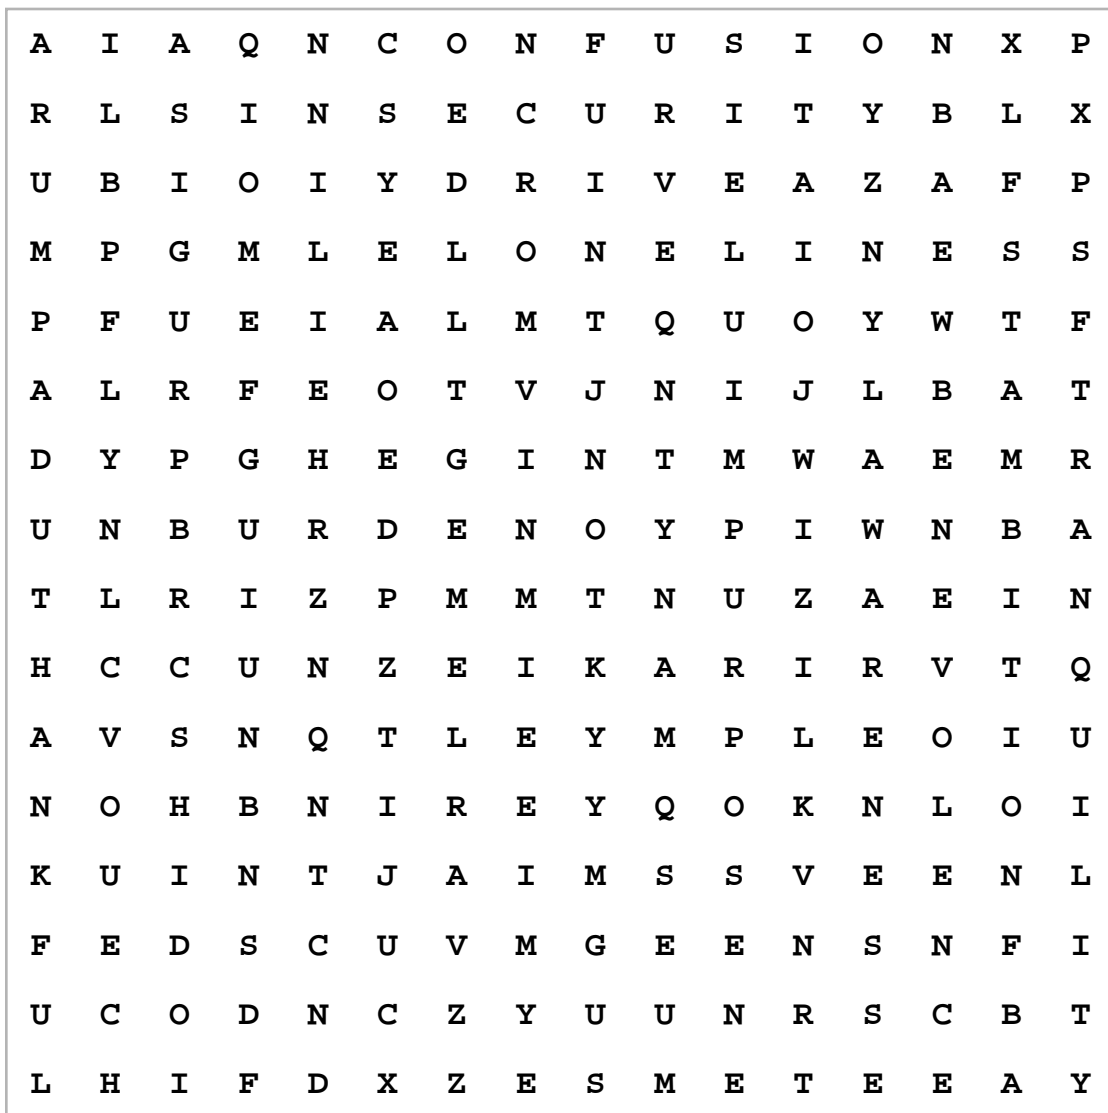 A I A Q N C O N F U S I O N X P
R L S I N S E C U R I T Y B L X
U B I O I Y D R I V E A Z A F P
M P G M L E L O N E L I N E S S
P F U E I A L M T Q U O Y W T F
A L R F E O T V J N I J L B A T
D Y P G H E G I N T M W A E M R
U N B U R D E N O Y P I W N B A
T L R I Z P M M T N U Z A E I N
H C C U N Z E I K A R I R V T Q
A V S N Q T L E Y M P L E O I U
N O H B N I R E Y Q O K N L O I
K U I N T J A I M S S V E E N L
F E D S C U V M G E E N S N F I
U C O D N C Z Y U U N R S C B T
L H I F D X Z E S M E T E E A Y